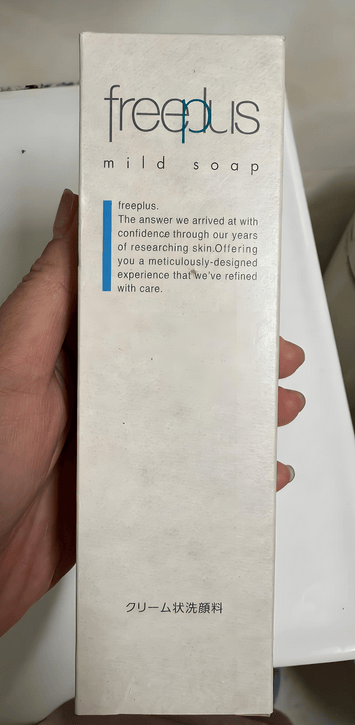 freeplus
mild soap
freeplus.
The answer we arrived at with
confidence through our years
of researching skin.Offering
you a meticulously-designed
experience that we've refined
with care.
クリーム状洗顔料